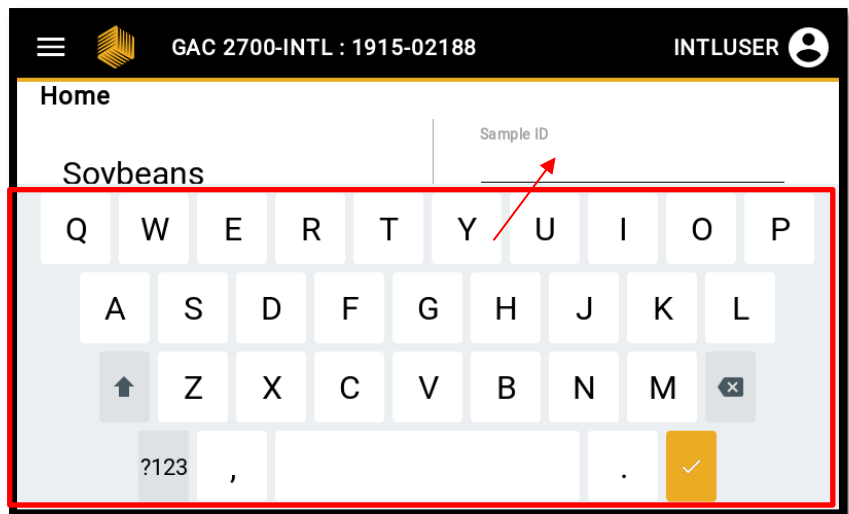 GAC 2700-INTL : 1915-02188 INTLUSER
Home
Sample ID
Soybeans
Q W E R T Y U I O P
A S D F G H J K L
Z X C V B N M
?123 , .